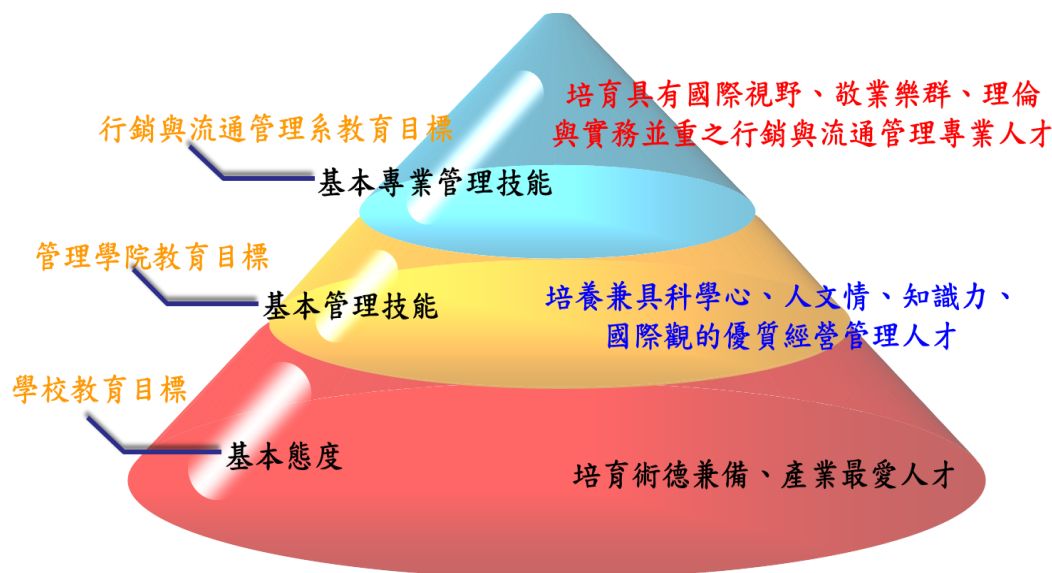 培育具有國際視野、敬業樂群、理倫
與實務並重之行銷與流通管理專業人才
行銷與流通管理系教育目標
基本專業管理技能
管理學院教育目標
基本管理技能
培養兼具科學心、人文情、知識力、
國際觀的優質經營管理人才
學校教育目標
基本態度
培育術德兼備、產業最愛人才